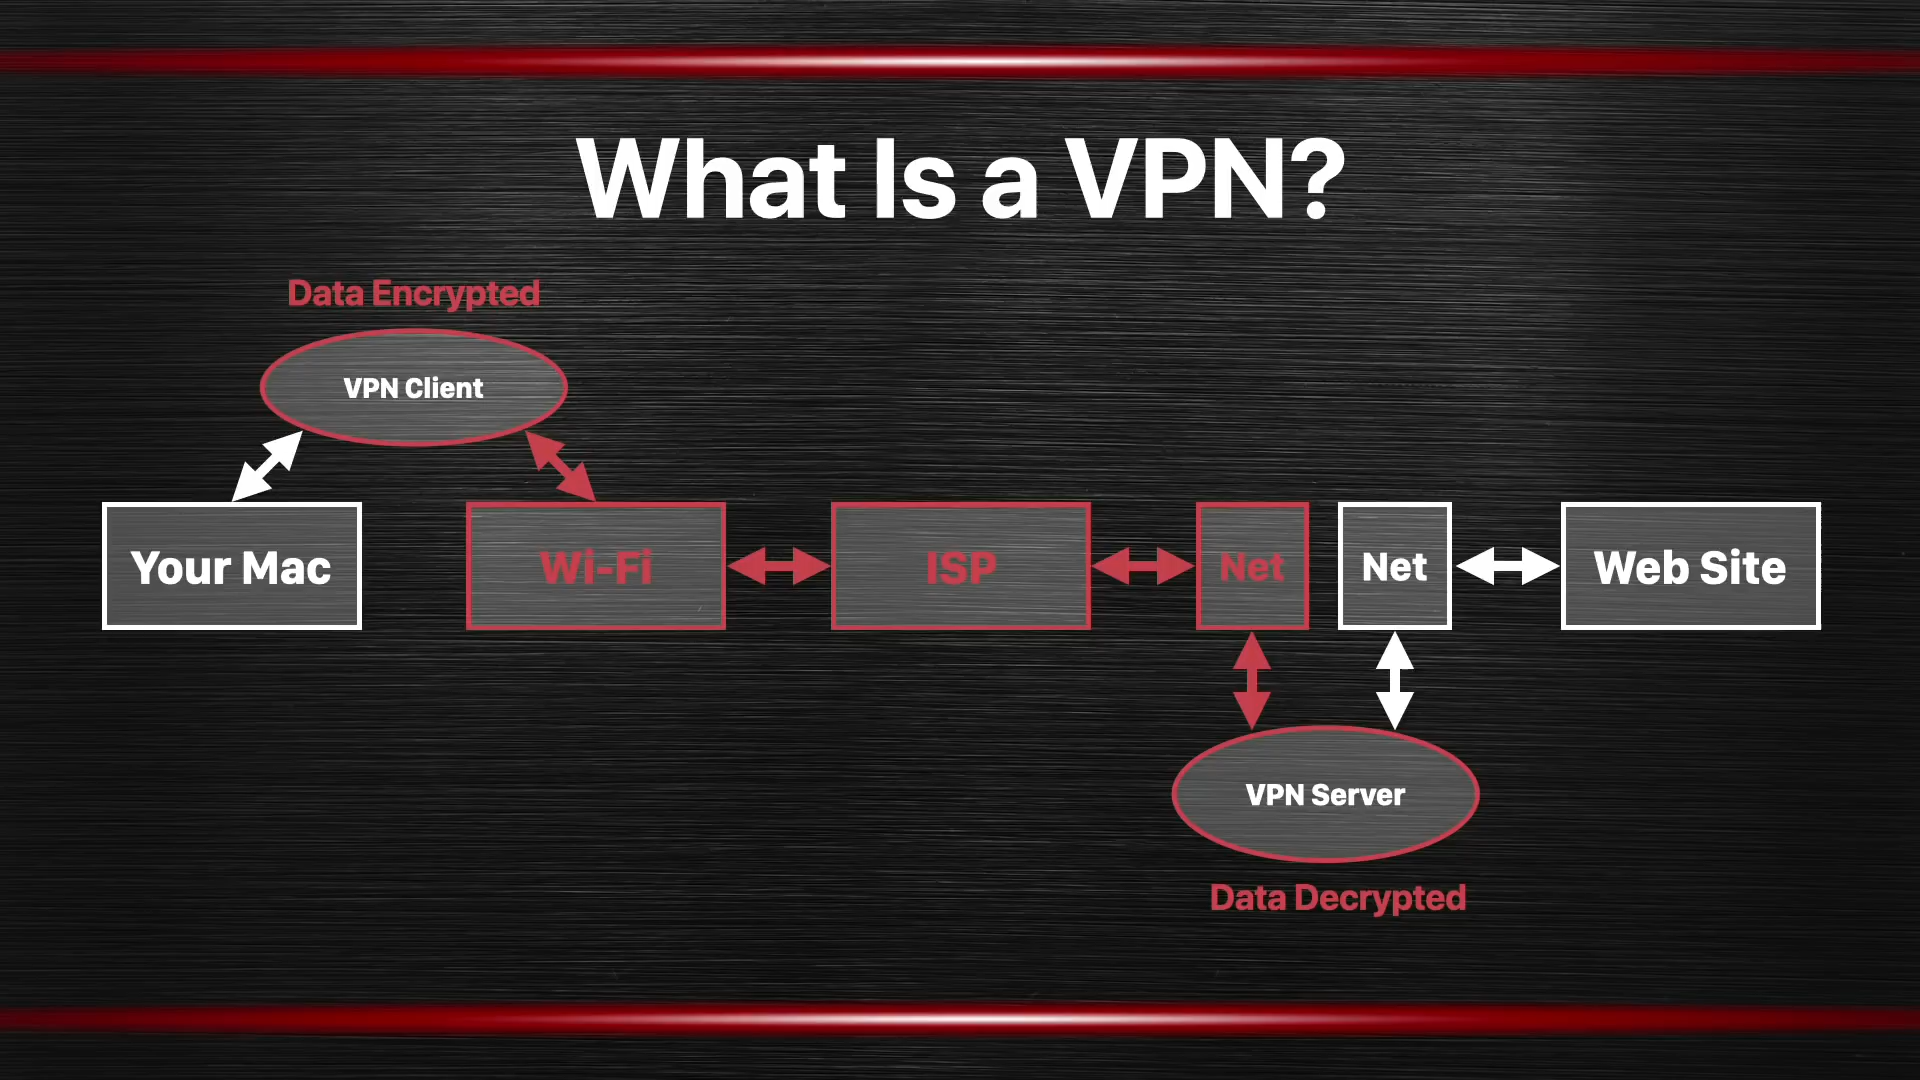 What Is a VPN?
Data Encrypted
VPN Client
Your Mac
Wi-Fi
ISP
Net
Net
Web Site
VPN Server
Data Decrypted